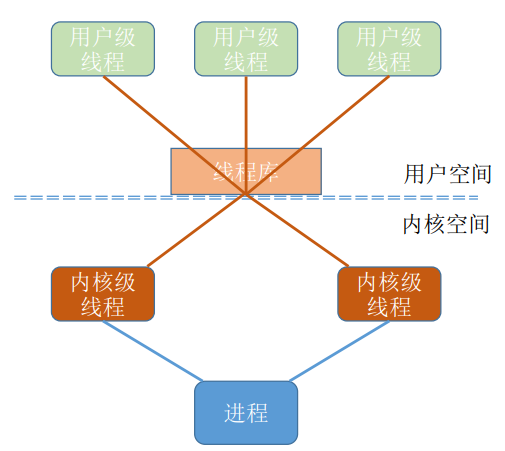 用户级
线程
用户级
线程
用户级
线程
线程库
用户空间
内核空间
内核级
线程
内核级
线程
进程